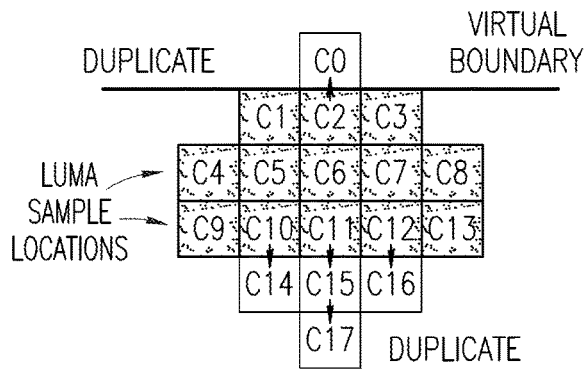 DUPLICATE
VIRTUAL
BOUNDARY
C0
C1 C2 C3
C4 C5 C6 C7 C8
LUMA
SAMPLE
LOCATIONS
C9 C10 C11 C12 C13
C14 C15 C16
C17
DUPLICATE